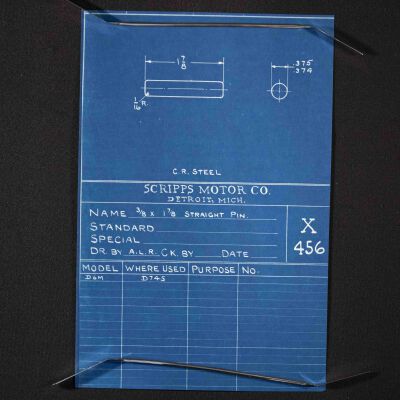 1 7/8
.375
.374
1/16 R.
C.R. STEEL
SCRIPPS MOTOR CO.
DETROIT, MICH.
NAME 3/8 X 1 7/8 STRAIGHT PIN.
STANDARD
SPECIAL
DR. BY A.L.R. CK. BY DATE
X
456
MODEL WHERE USED PURPOSE NO.
D6M D745